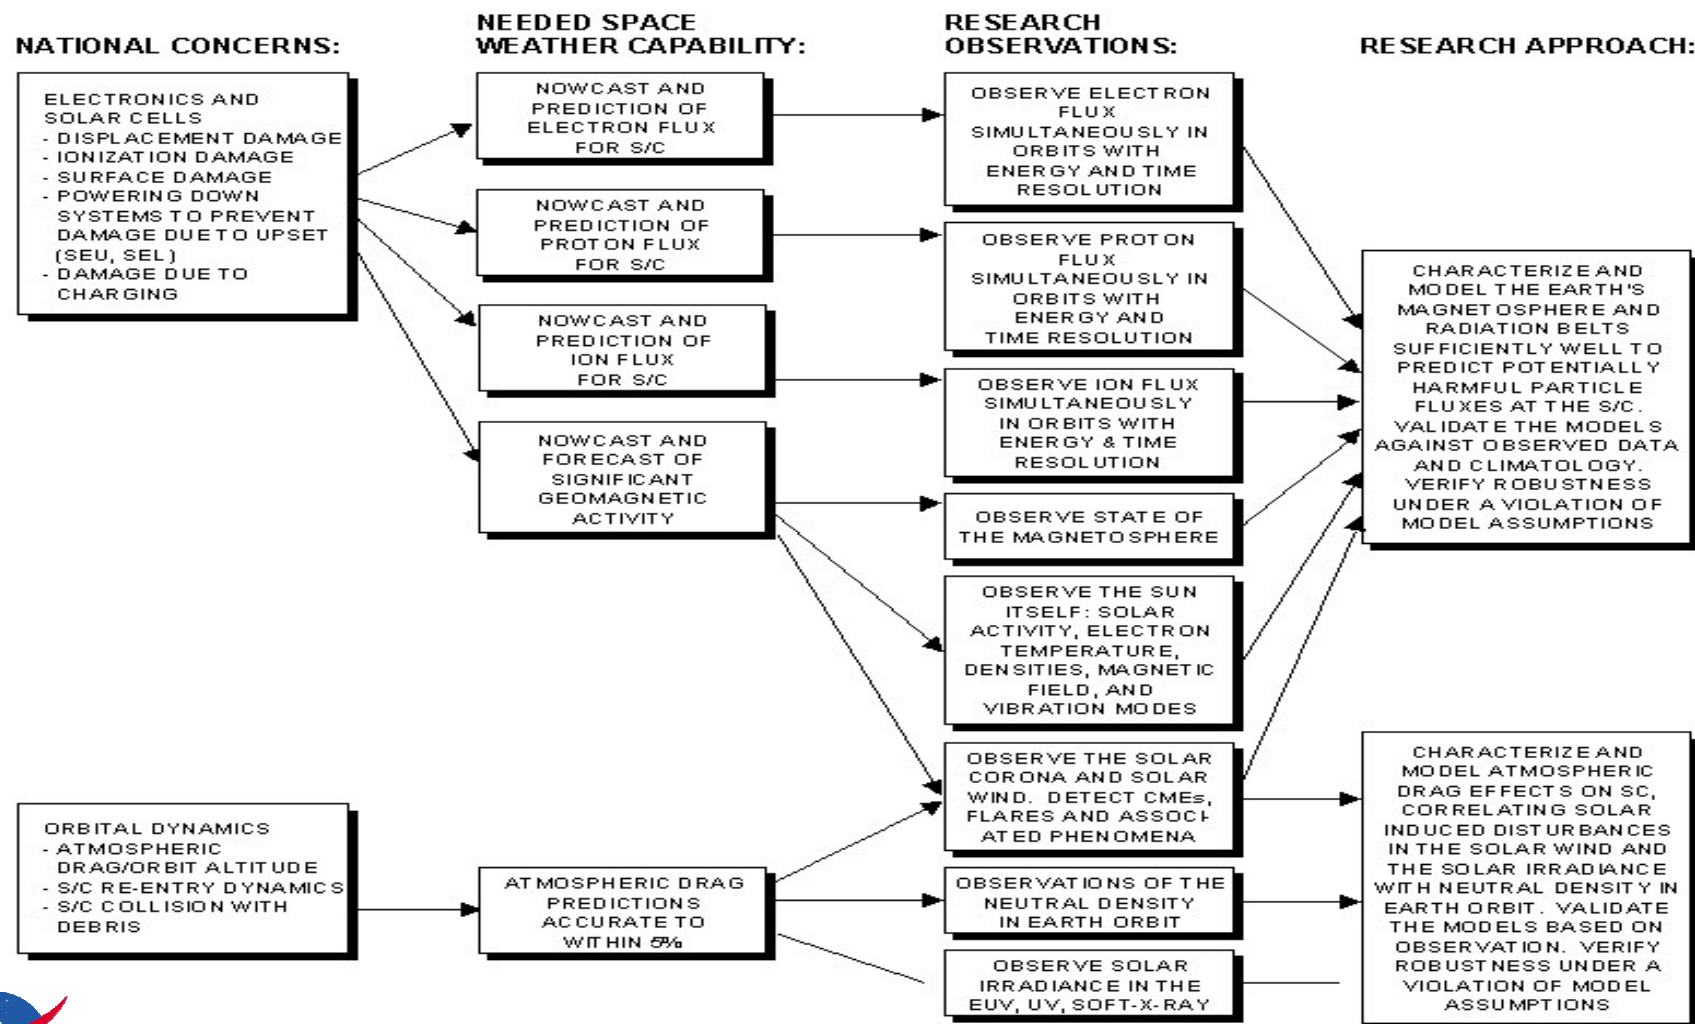 NATIONAL CONCERNS:
ELECTRONICS AND
SOLAR CELLS
- DISPLACEMENT DAMAGE
- IONIZATION DAMAGE
- SURFACE DAMAGE
- POWERING DOWN
SYSTEMS TO PREVENT
DAMAGE DUE TO UPSET
(SEU, SEL)
- DAMAGE DUE TO
CHARGING
ORBITAL DYNAMICS
- ATMOSPHERIC
DRAG/ORBIT ALTITUDE
- S/C RE-ENTRY DYNAMICS
- S/C COLLISION WITH
DEBRIS
NEEDED SPACE
WEATHER CAPABILITY:
NOWCAST AND
PREDICTION OF
ELECTRON FLUX
FOR S/C
NOWCAST AND
PREDICTION OF
PROTON FLUX
FOR S/C
NOWCAST AND
PREDICTION OF
ION FLUX
FOR S/C
NOWCAST AND
FORECAST OF
SIGNIFICANT
GEOMAGNETIC
ACTIVITY
ATMOSPHERIC DRAG
PREDICTIONS
ACCURATE TO
WITHIN 5%
RESEARCH
OBSERVATIONS:
OBSERVE ELECTRON
FLUX
SIMULTANEOUSLY IN
ORBITS WITH
ENERGY AND TIME
RESOLUTION
OBSERVE PROTON
FLUX
SIMULTANEOUSLY IN
ORBITS WITH
ENERGY AND
TIME RESOLUTION
OBSERVE ION FLUX
SIMULTANEOUSLY
IN ORBITS WITH
ENERGY & TIME
RESOLUTION
OBSERVE STATE OF
THE MAGNETOSPHERE
OBSERVE THE SUN
ITSELF: SOLAR
ACTIVITY, ELECTRON
TEMPERATURE,
DENSITIES, MAGNETIC
FIELD, AND
VIBRATION MODES
OBSERVE THE SOLAR
CORONA AND SOLAR
WIND. DETECT CMEs,
FLARES AND ASSOCI-
ATED PHENOMENA
OBSERVATIONS OF THE
NEUTRAL DENSITY
IN EARTH ORBIT
OBSERVE SOLAR
IRRADIANCE IN THE
EUV, UV, SOFT-X-RAY
RESEARCH APPROACH:
CHARACTERIZE AND
MODEL THE EARTH'S
MAGNETOSPHERE AND
RADIATION BELTS
SUFFICIENTLY WELL TO
PREDICT POTENTIALLY
HARMFUL PARTICLE
FLUXES AT THE S/C.
VALIDATE THE MODELS
AGAINST OBSERVED DATA
AND CLIMATOLOGY.
VERIFY ROBUSTNESS
UNDER A VIOLATION OF
MODEL ASSUMPTIONS
CHARACTERIZE AND
MODEL ATMOSPHERIC
DRAG EFFECTS ON SC,
CORRELATING SOLAR
INDUCED DISTURBANCES
IN THE SOLAR WIND AND
THE SOLAR IRRADIANCE
WITH NEUTRAL DENSITY IN
EARTH ORBIT. VALIDATE
THE MODELS BASED ON
OBSERVATION. VERIFY
ROBUSTNESS UNDER A
VIOLATION OF MODEL
ASSUMPTIONS